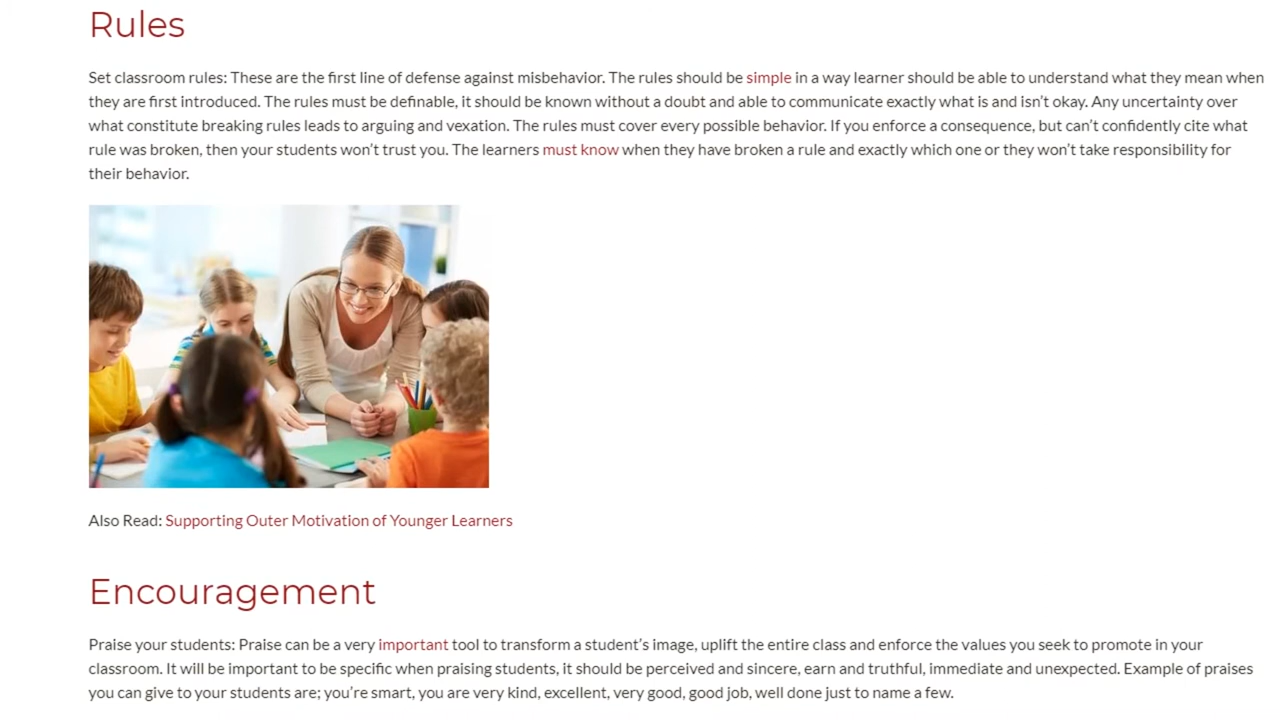 Rules
Set classroom rules: These are the first line of defense against misbehavior. The rules should be simple in a way learner should be able to understand what they mean when
they are first introduced. The rules must be definable, it should be known without a doubt and able to communicate exactly what is and isn’t okay. Any uncertainty over
what constitute breaking rules leads to arguing and vexation. The rules must cover every possible behavior. If you enforce a consequence, but can’t confidently cite what
rule was broken, then your students won’t trust you. The learners must know when they have broken a rule and exactly which one or they won’t take responsibility for
their behavior.
Also Read: Supporting Outer Motivation of Younger Learners
Encouragement
Praise your students: Praise can be a very important tool to transform a student’s image, uplift the entire class and enforce the values you seek to promote in your
classroom. It will be important to be specific when praising students, it should be perceived and sincere, earn and truthful, immediate and unexpected. Example of praises
you can give to your students are; you’re smart, you are very kind, excellent, very good, good job, well done just to name a few.